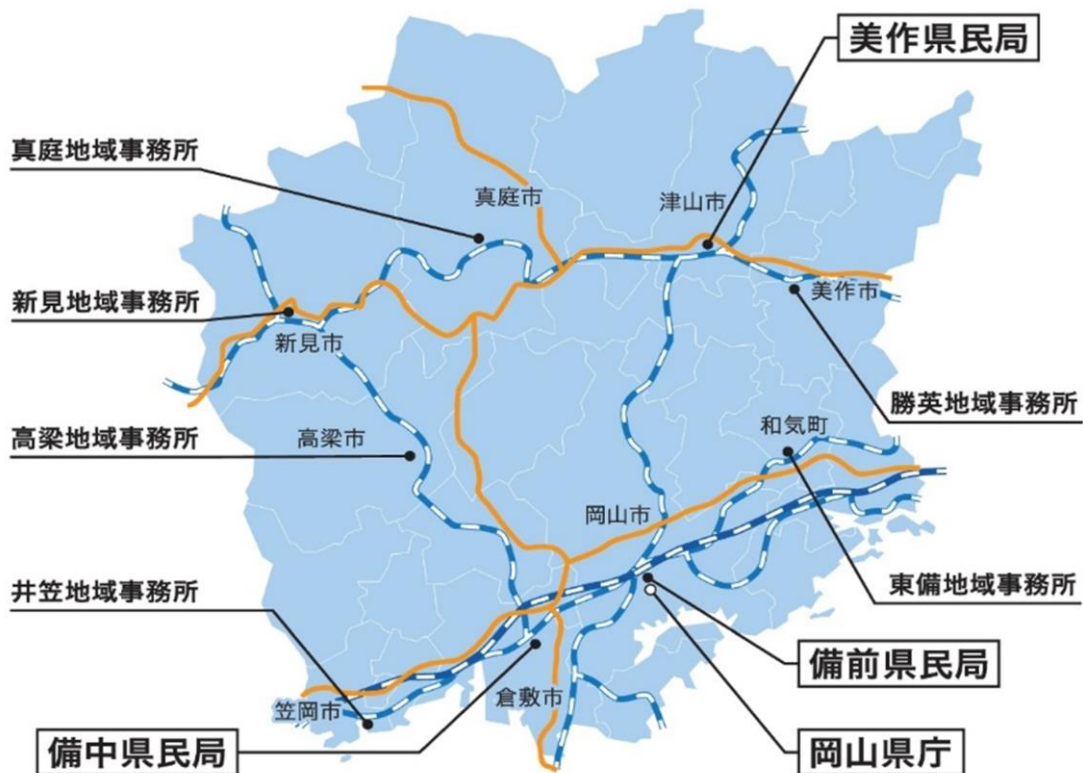 美作県民局
真庭地域事務所
真庭市
津山市
新見地域事務所
美作市
新見市
勝英地域事務所
高梁地域事務所
高梁市
和気町
岡山市
井笠地域事務所
東備地域事務所
備前県民局
倉敷市
笠岡市
備中県民局
岡山県庁